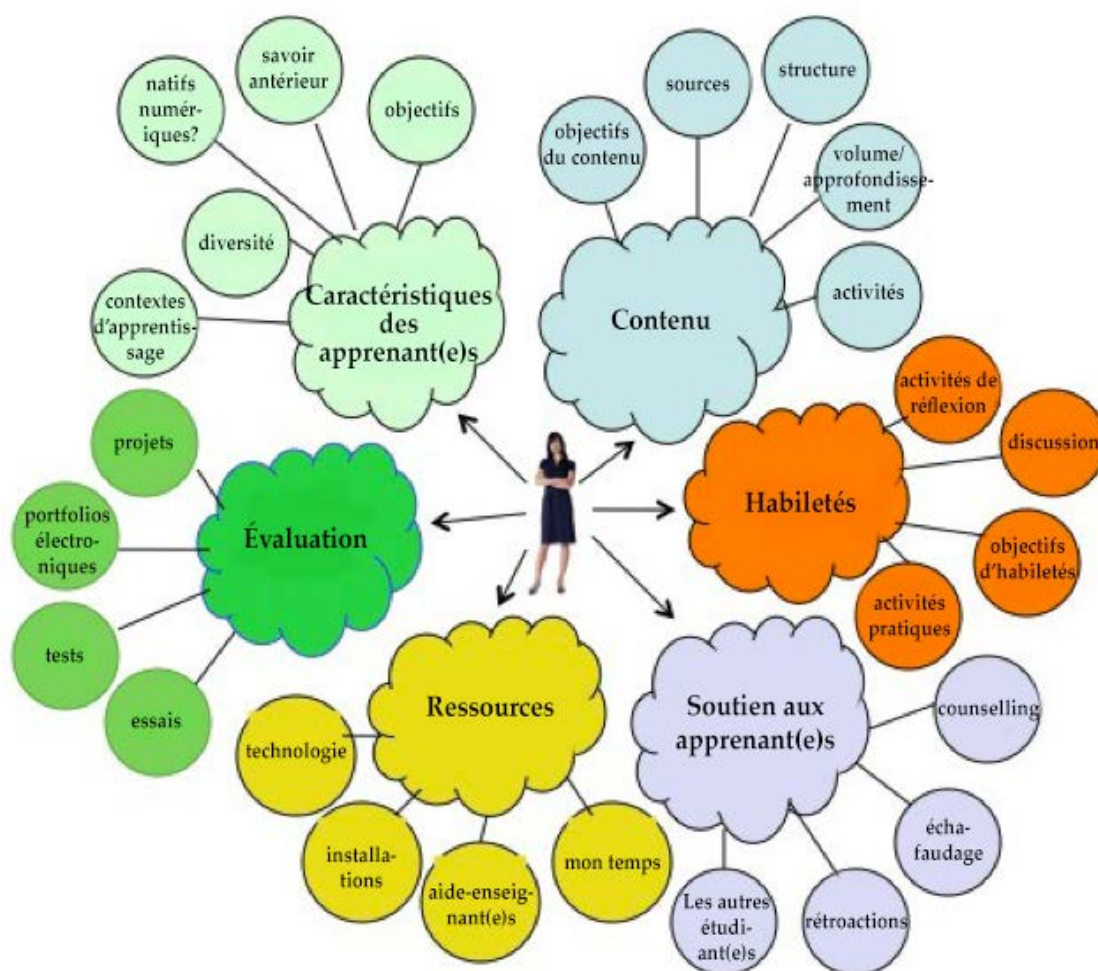 natifs
numér-
iques?
savoir
antérieur
objectifs
diversité
contextes
d'apprentis-
sage
Caractéristiques
des
apprenant(e)s
objectifs
du contenu
sources
structure
volume/
approfondisse-
ment
activités
Contenu
activités de
réflexion
discussion
objectifs
d'habiletés
activités
pratiques
Habiletés
projets
portfolios
électro-
niques
tests
essais
Évaluation
Ressources
technologie
installa-
tions
aide-enseig-
nant(e)s
mon temps
Soutien aux
apprenant(e)s
counselling
écha-
faudage
rétroactions
Les autres
étudi-
ant(e)s